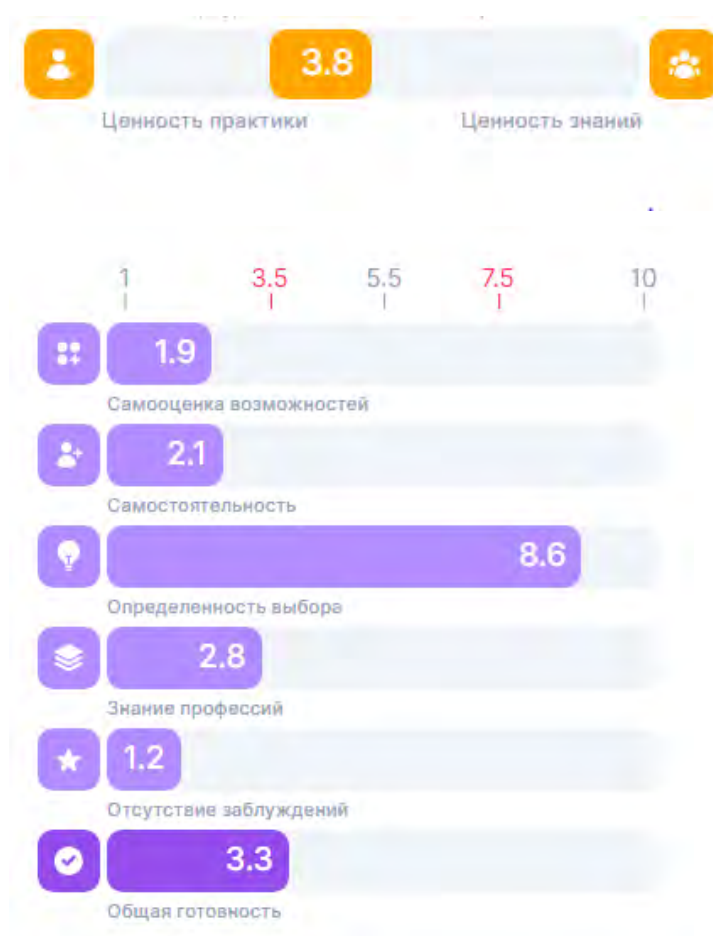 3.8
Ценность практики Ценность знаний
1 3.5 5.5 7.5 10
1.9
Самооценка возможностей
2.1
Самостоятельность
8.6
Определенность выбора
2.8
Знание профессий
1.2
Отсутствие заблуждений
3.3
Общая готовность